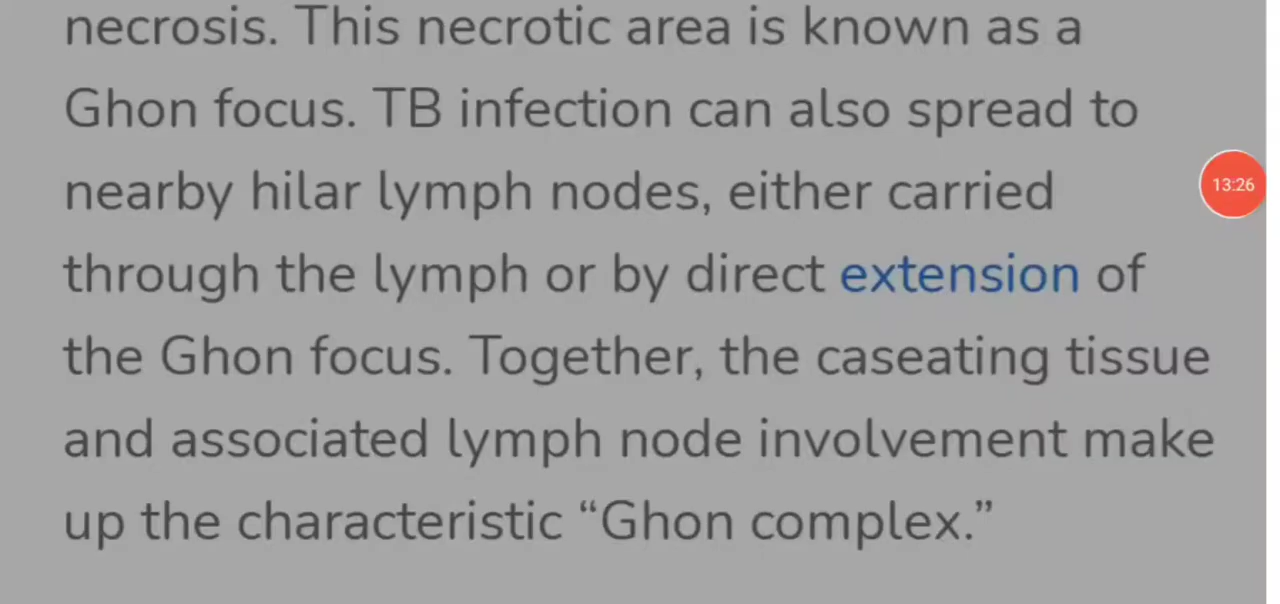 necrosis. This necrotic area is known as a
Ghon focus. TB infection can also spread to
nearby hilar lymph nodes, either carried
13:26
through the lymph or by direct extension of
the Ghon focus. Together, the caseating tissue
and associated lymph node involvement make
up the characteristic “Ghon complex.”